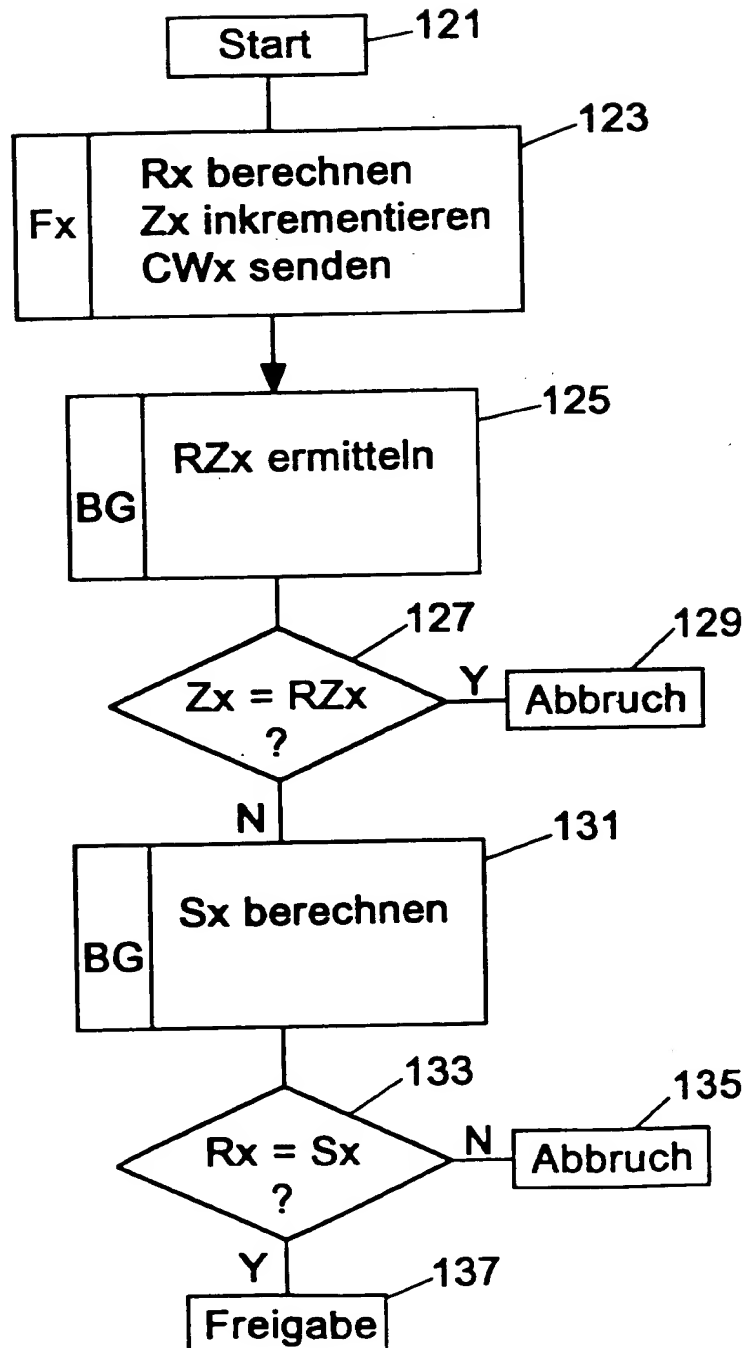 Start
121
123
Fx
Rx berechnen
Zx inkrementieren
CWx senden
125
BG
RZx ermitteln
127
Zx = RZx
?
Y
129
Abbruch
N
131
BG
Sx berechnen
133
Rx = Sx
?
N
135
Abbruch
Y
137
Freigabe